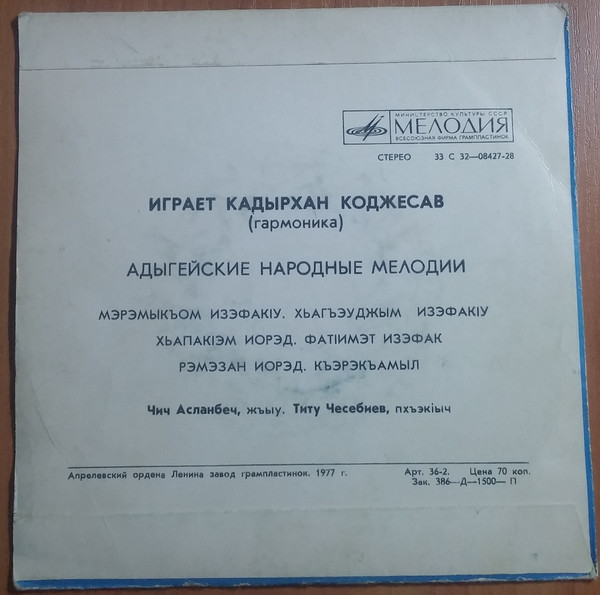 МИНИСТЕРСТВО КУЛЬТУРЫ СССР
МЕЛОДИЯ
ВСЕСОЮЗНАЯ ФИРМА ГРАМПЛАСТИНОК
СТЕРЕО 33 С 32—08427-28
ИГРАЕТ КАДЫРХАН КОДЖЕСАВ
(гармоника)
АДЫГЕЙСКИЕ НАРОДНЫЕ МЕЛОДИИ
МЭРЭМЫКЪОМ ИЗЭФАКIУ. ХЬАГЪЭУДЖЫМ ИЗЭФАКIУ
ХЬАПАКIЭМ ИОРЭД. ФАТIИМЭТ ИЗЭФАК
РЭМЭЗАН ИОРЭД. КЪЭРЭКЪАМЫЛ
Чич Асланбеч, жъыу. Титу Чесебиев, пхъэкIыч
Апрелевский ордена Ленина завод грампластинок. 1977 г. Арт. 36-2. Цена 70 коп.
Зак. 386—Д—1500— П